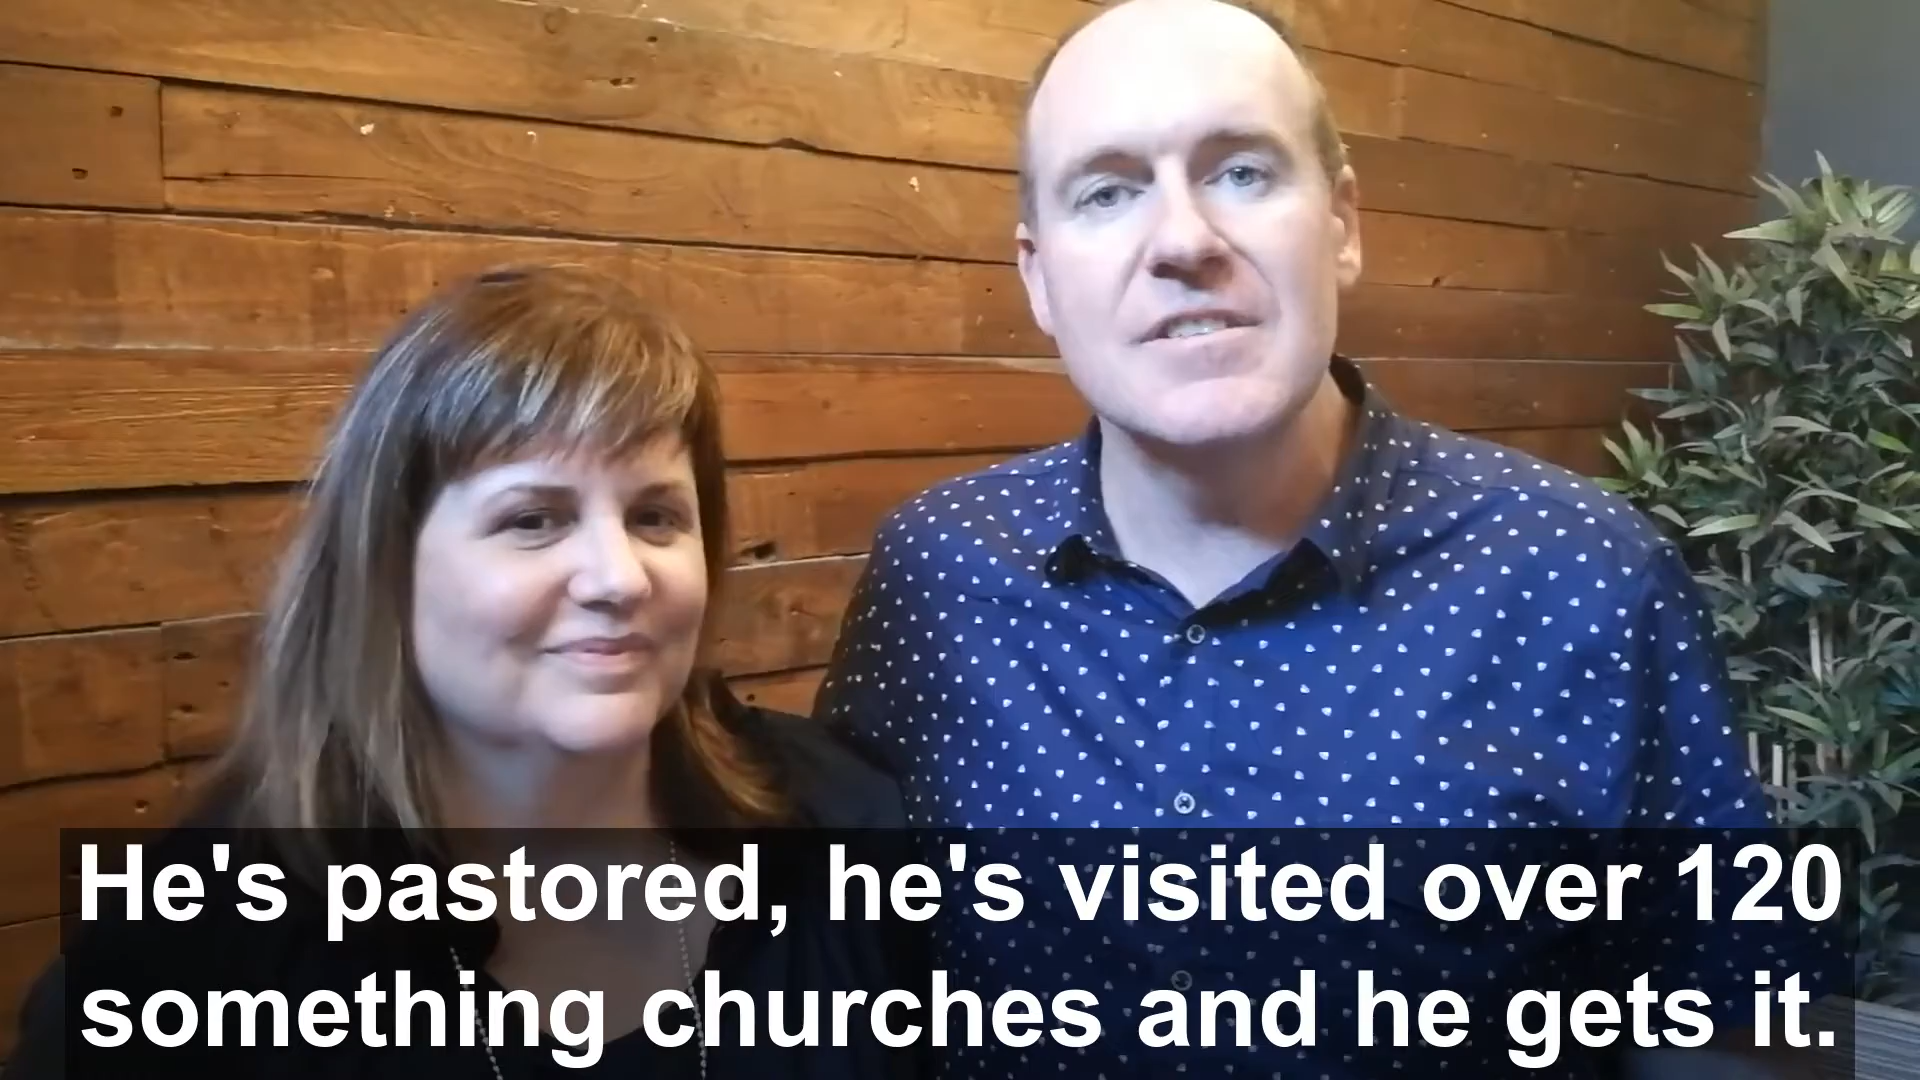 He's pastored, he's visited over 120
something churches and he gets it.